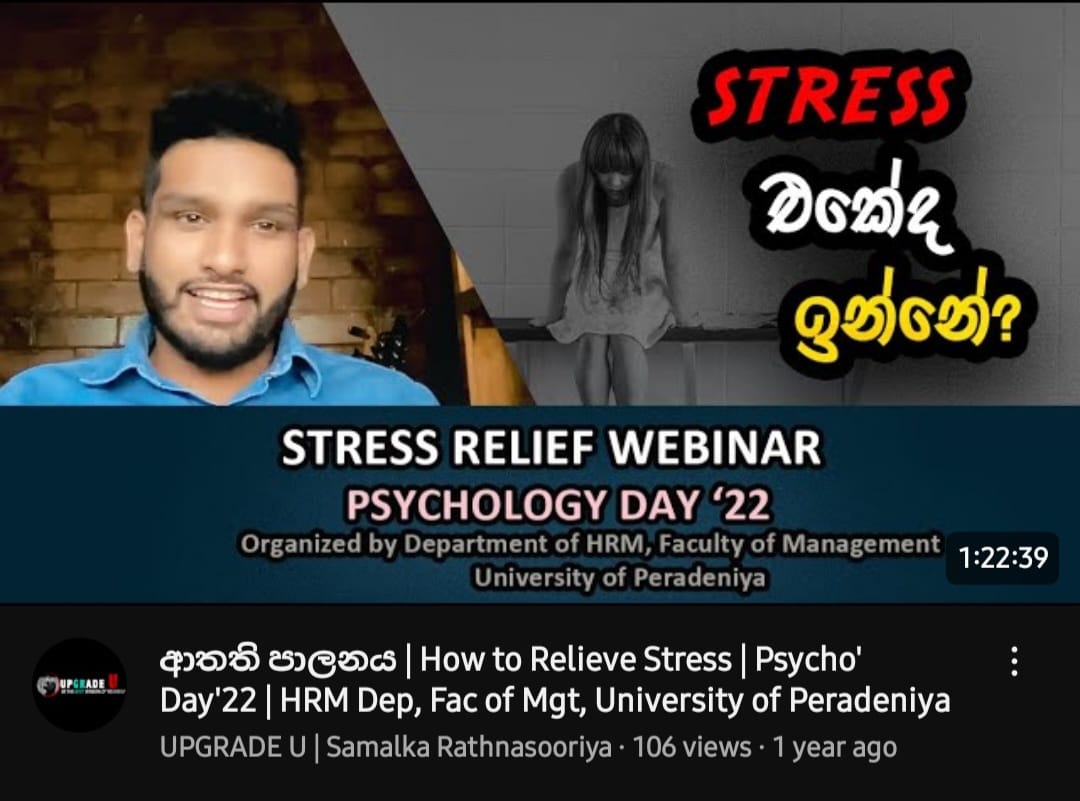 STRESS
එකේද
ඉන්නේ?
STRESS RELIEF WEBINAR
PSYCHOLOGY DAY ‘22
Organized by Department of HRM, Faculty of Management
University of Peradeniya
1:22:39
UPGRADE U
ආතති පාලනය | How to Relieve Stress | Psycho'
Day'22 | HRM Dep, Fac of Mgt, University of Peradeniya
UPGRADE U | Samalka Rathnasooriya · 106 views · 1 year ago